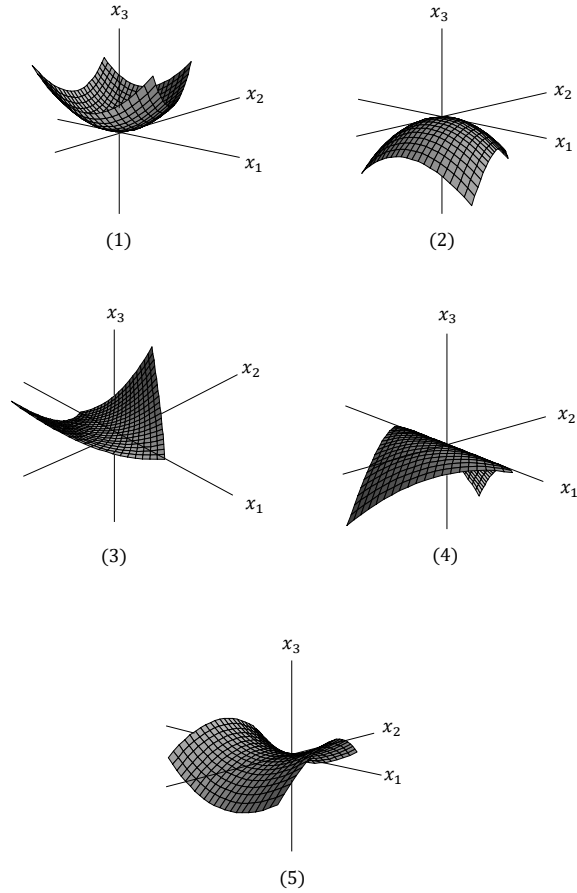 x₃
x₂
x₁
(1)
x₃
x₂
x₁
(2)
x₃
x₂
x₁
(3)
x₃
x₂
x₁
(4)
x₃
x₂
x₁
(5)